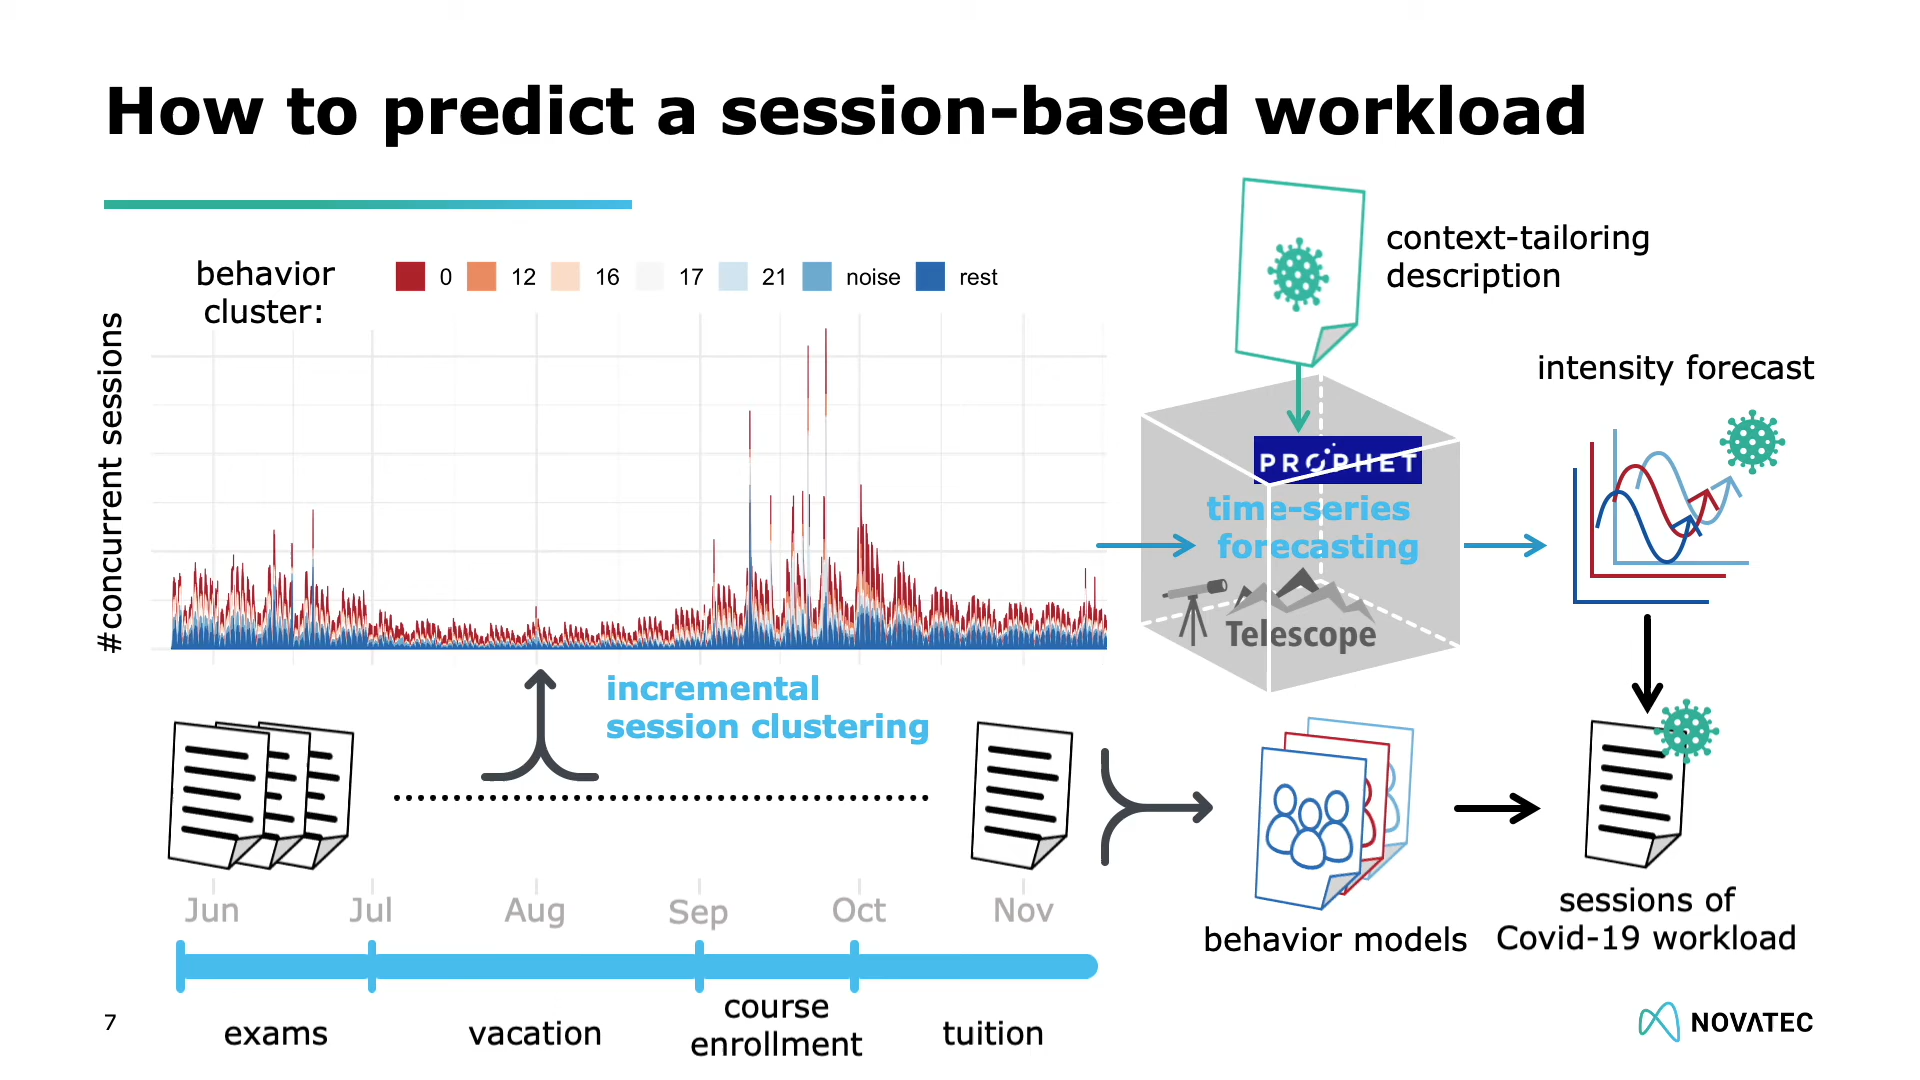 How to predict a session-based workload
behavior
cluster:
0 12 16 17 21 noise rest
#concurrent sessions
context-tailoring
description
intensity forecast
PROPHET
time-series
forecasting
Telescope
incremental
session clustering
Jun Jul Aug Sep Oct Nov
behavior models
sessions of
Covid-19 workload
exams
vacation
course
enrollment
tuition
7
NOVATEC